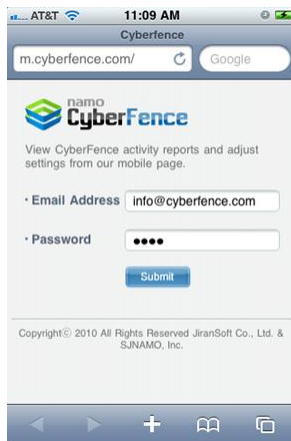 AT&T 11:09 AM
Cyberfence
m.cyberfence.com/ Google
namo
CyberFence
View CyberFence activity reports and adjust
settings from our mobile page.
· Email Address info@cyberfence.com
· Password ●●●●
Submit
Copyrightⓒ 2010 All Rights Reserved JiranSoft Co., Ltd. &
SJNAMO, Inc.